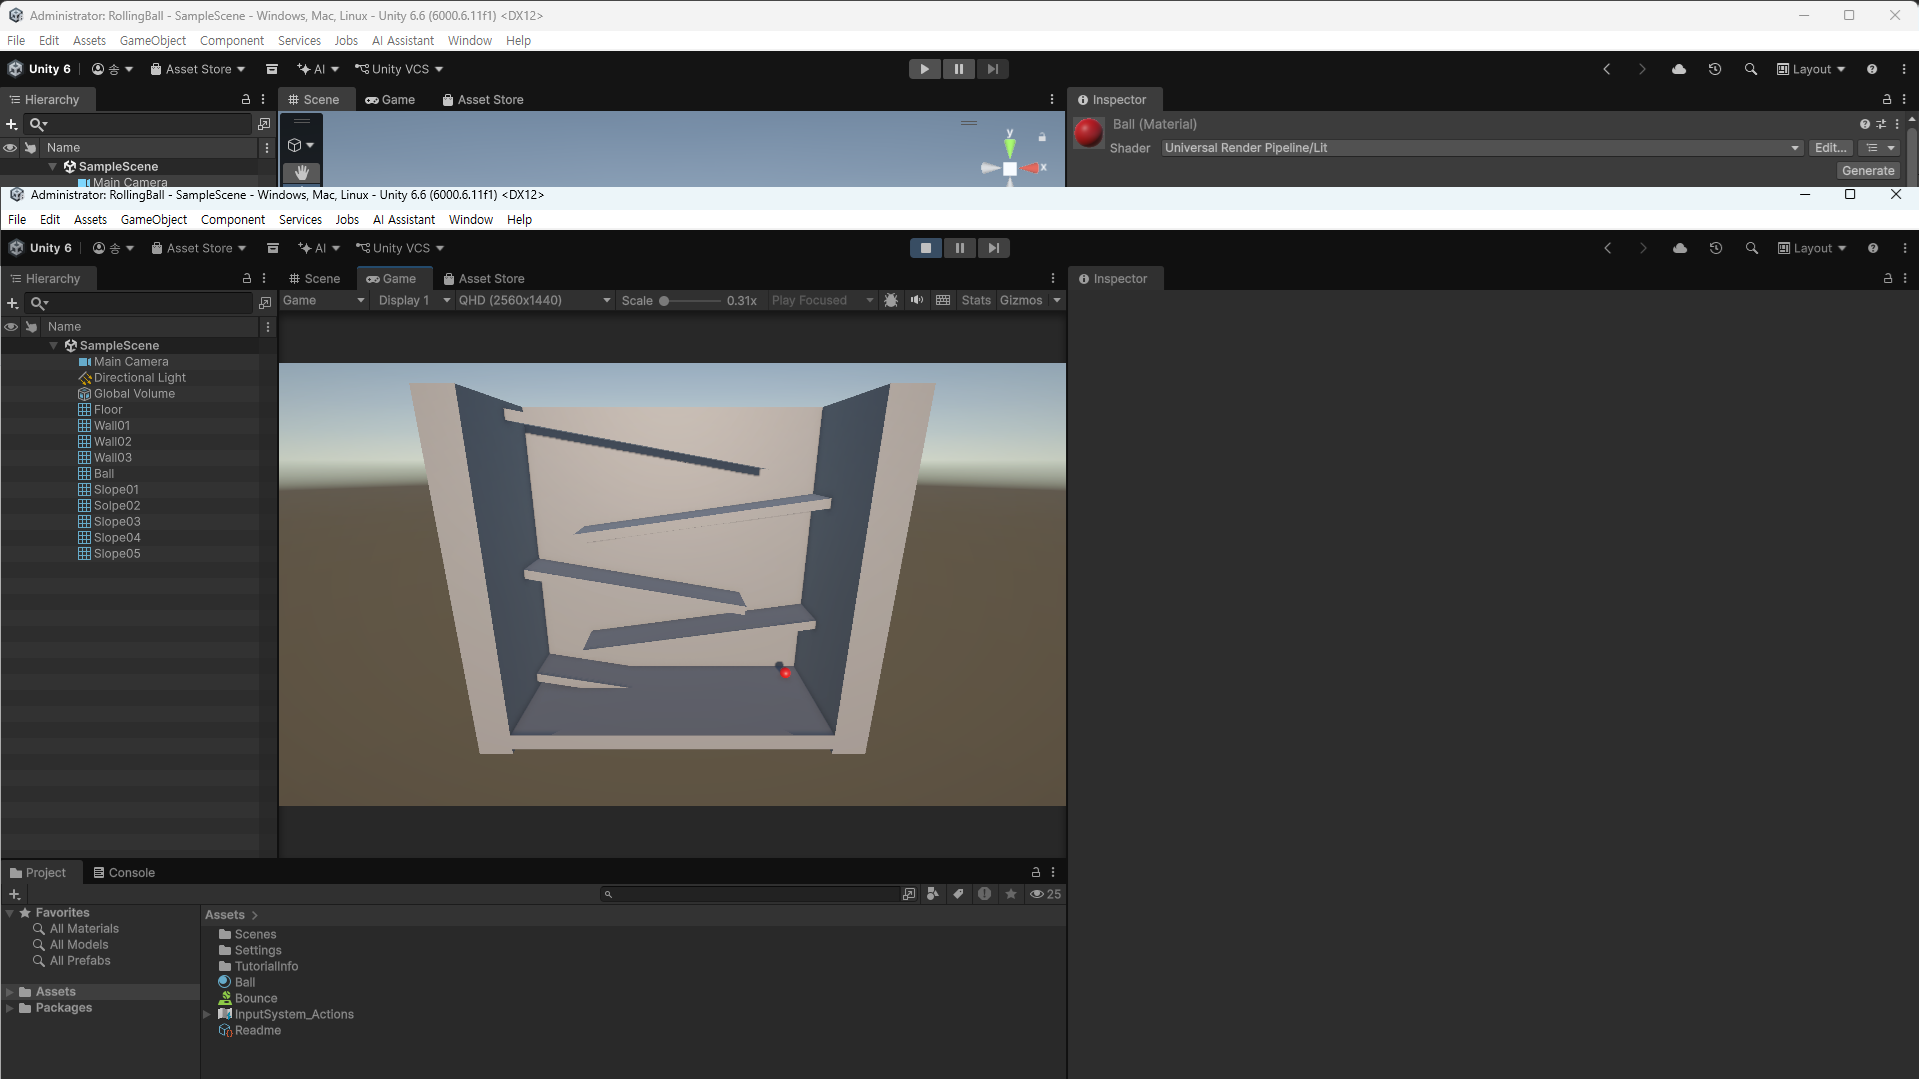 Administrator: RollingBall - SampleScene - Windows, Mac, Linux - Unity 6.6 (6000.6.11f1) <DX12>
File Edit Assets GameObject Component Services Jobs AI Assistant Window Help
Unity 6 송 Asset Store AI Unity VCS Layout
Hierarchy Scene Game Asset Store Inspector
Ball (Material)
Name Shader Universal Render Pipeline/Lit Edit...
SampleScene Generate
Main Camera
Administrator: RollingBall - SampleScene - Windows, Mac, Linux - Unity 6.6 (6000.6.11f1) <DX12>
File Edit Assets GameObject Component Services Jobs AI Assistant Window Help
Unity 6 송 Asset Store AI Unity VCS Layout
Hierarchy Scene Game Asset Store Inspector
Game Display 1 QHD (2560x1440) Scale 0.31x Play Focused Stats Gizmos
Name
SampleScene
Main Camera
Directional Light
Global Volume
Floor
Wall01
Wall02
Wall03
Ball
Slope01
Solpe02
Slope03
Slope04
Slope05
Project Console
25
Favorites
All Materials
All Models
All Prefabs
Assets
Packages
Assets >
Scenes
Settings
TutorialInfo
Ball
Bounce
InputSystem_Actions
Readme
x
y